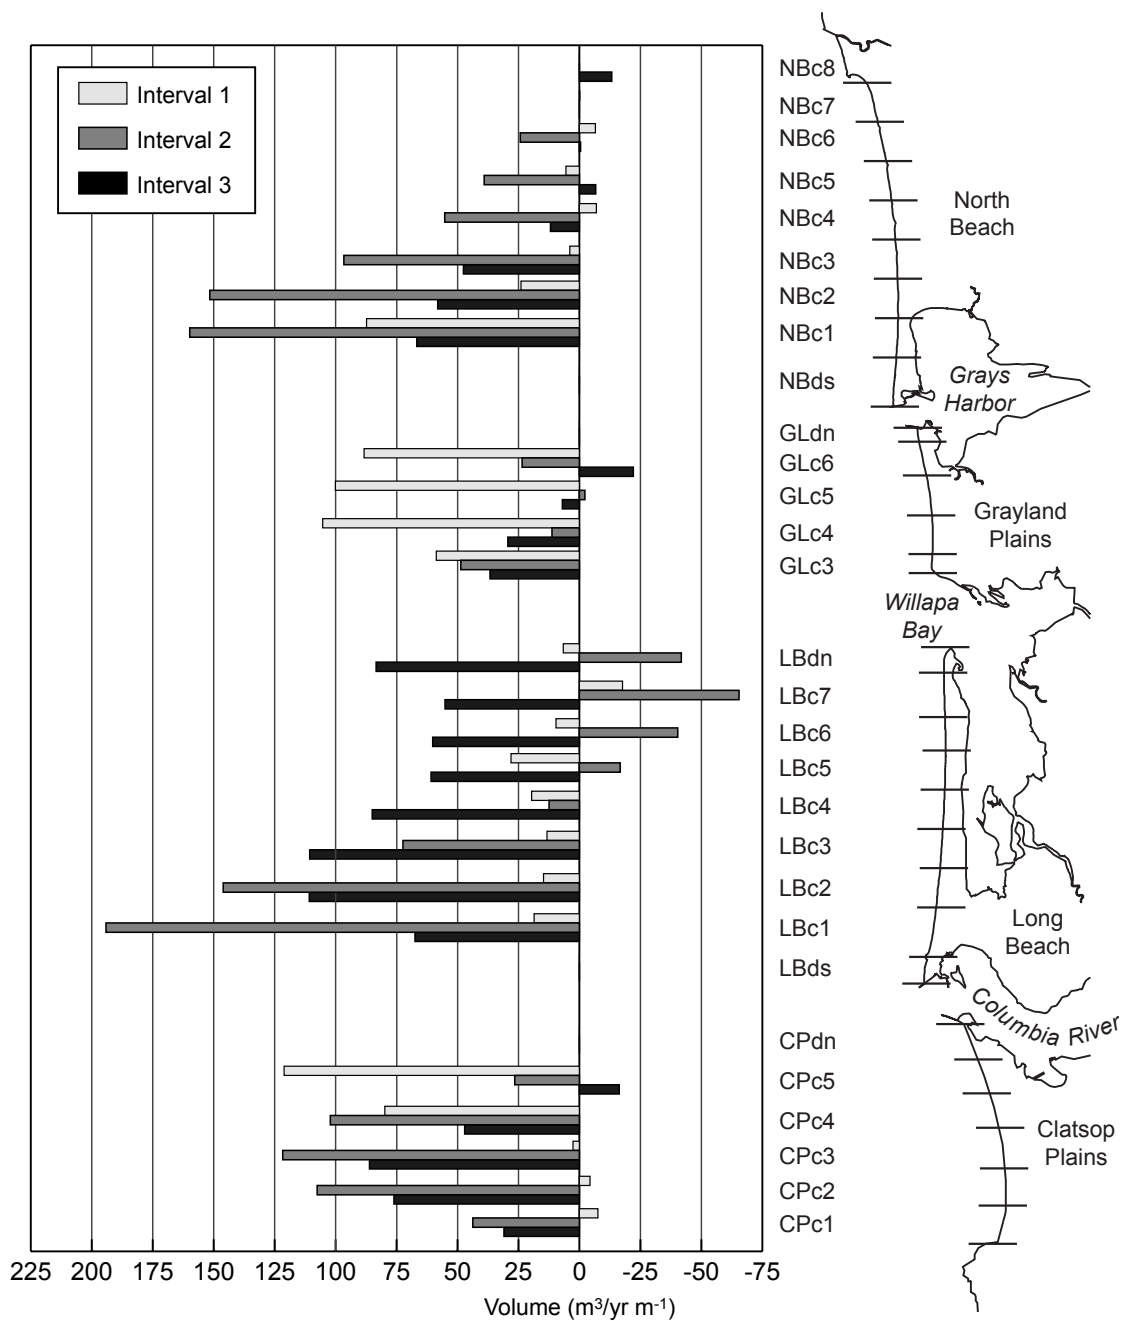 Interval 1
Interval 2
Interval 3
NBc8
NBc7
NBc6
NBc5
NBc4
NBc3
NBc2
NBc1
NBds
GLdn
GLc6
GLc5
GLc4
GLc3
LBdn
LBc7
LBc6
LBc5
LBc4
LBc3
LBc2
LBc1
LBds
CPdn
CPc5
CPc4
CPc3
CPc2
CPc1
North
Beach
Grays
Harbor
Grayland
Plains
Willapa
Bay
Long
Beach
Columbia River
Clatsop
Plains
225 200 175 150 125 100 75 50 25 0 -25 -50 -75
Volume (m³/yr m⁻¹)